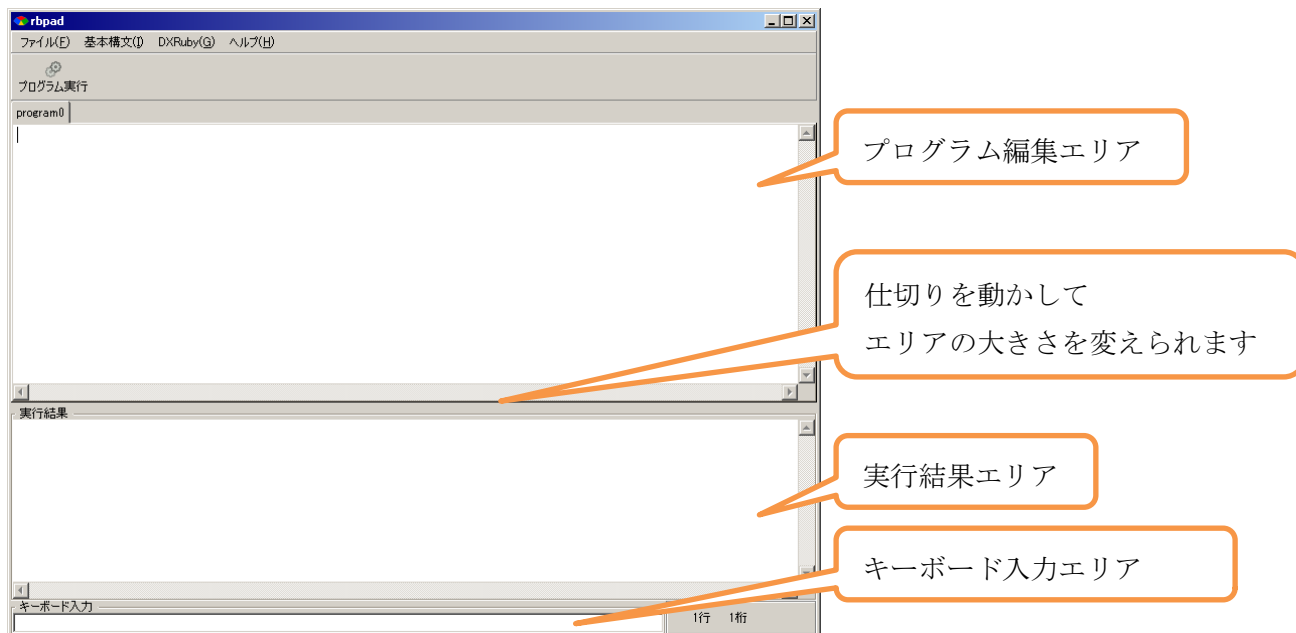 rbpad
ファイル(F) 基本構文(I) DXRuby(G) ヘルプ(H)
プログラム実行
program0
プログラム編集エリア
仕切りを動かして
エリアの大きさを変えられます
実行結果
実行結果エリア
キーボード入力エリア
キーボード入力
1行 1桁